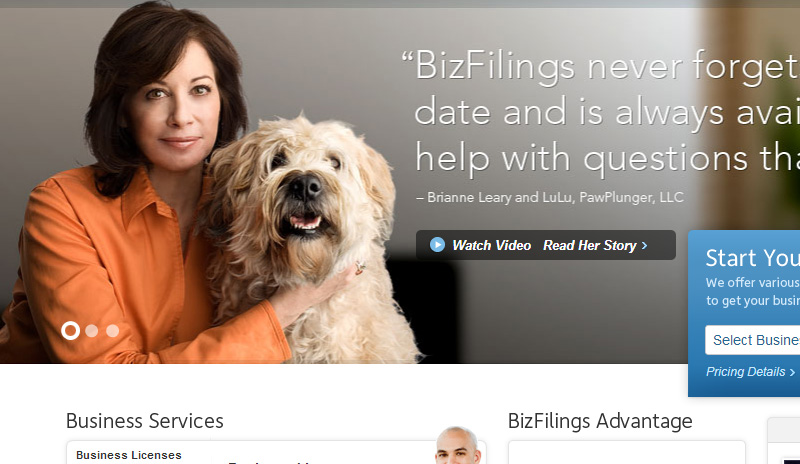 “BizFilings never forget
date and is always avai
help with questions tha
– Brianne Leary and LuLu, PawPlunger, LLC
Watch Video Read Her Story ›
Start You
We offer various
to get your busin
Select Busine
Pricing Details ›
Business Services
BizFilings Advantage
Business Licenses